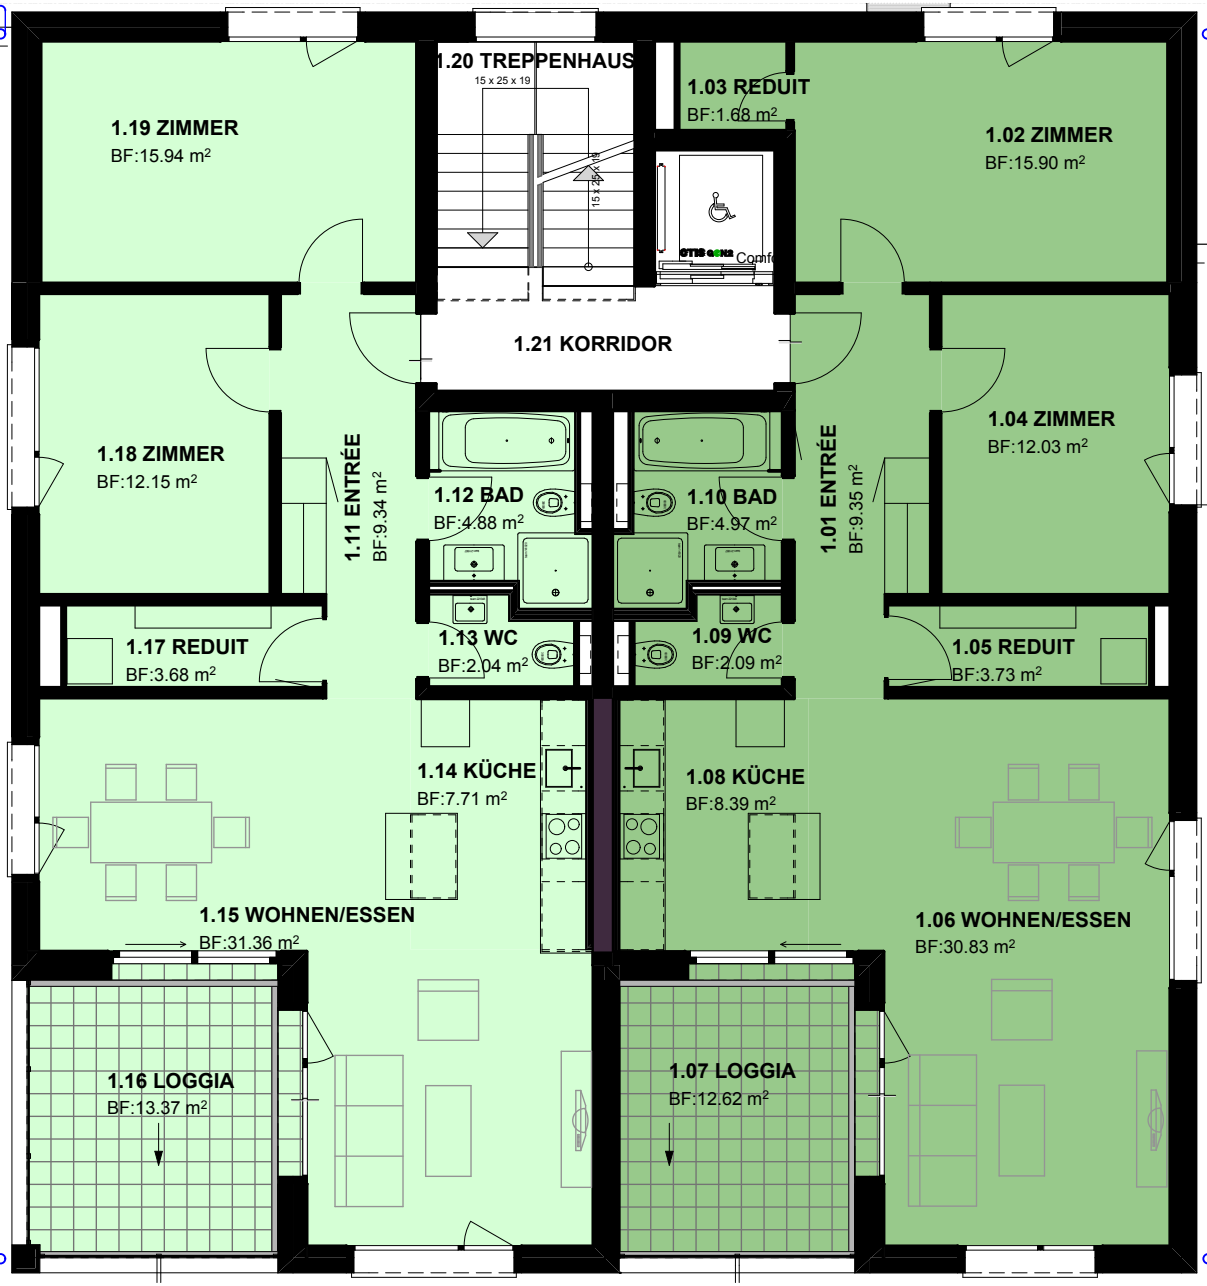 1.20 TREPPENHAUS
15 x 25 x 19
15 x 25 x 19
1.03 REDUIT
BF:1.68 m²
1.19 ZIMMER
BF:15.94 m²
1.02 ZIMMER
BF:15.90 m²
OTIS GEN2
Comfo
1.21 KORRIDOR
1.18 ZIMMER
BF:12.15 m²
1.11 ENTRÉE
BF:9.34 m²
1.12 BAD
BF:4.88 m²
1.10 BAD
BF:4.97 m²
1.01 ENTRÉE
BF:9.35 m²
1.04 ZIMMER
BF:12.03 m²
1.17 REDUIT
BF:3.68 m²
1.13 WC
BF:2.04 m²
1.09 WC
BF:2.09 m²
1.05 REDUIT
BF:3.73 m²
1.14 KÜCHE
BF:7.71 m²
1.08 KÜCHE
BF:8.39 m²
1.15 WOHNEN/ESSEN
BF:31.36 m²
1.06 WOHNEN/ESSEN
BF:30.83 m²
1.16 LOGGIA
BF:13.37 m²
1.07 LOGGIA
BF:12.62 m²